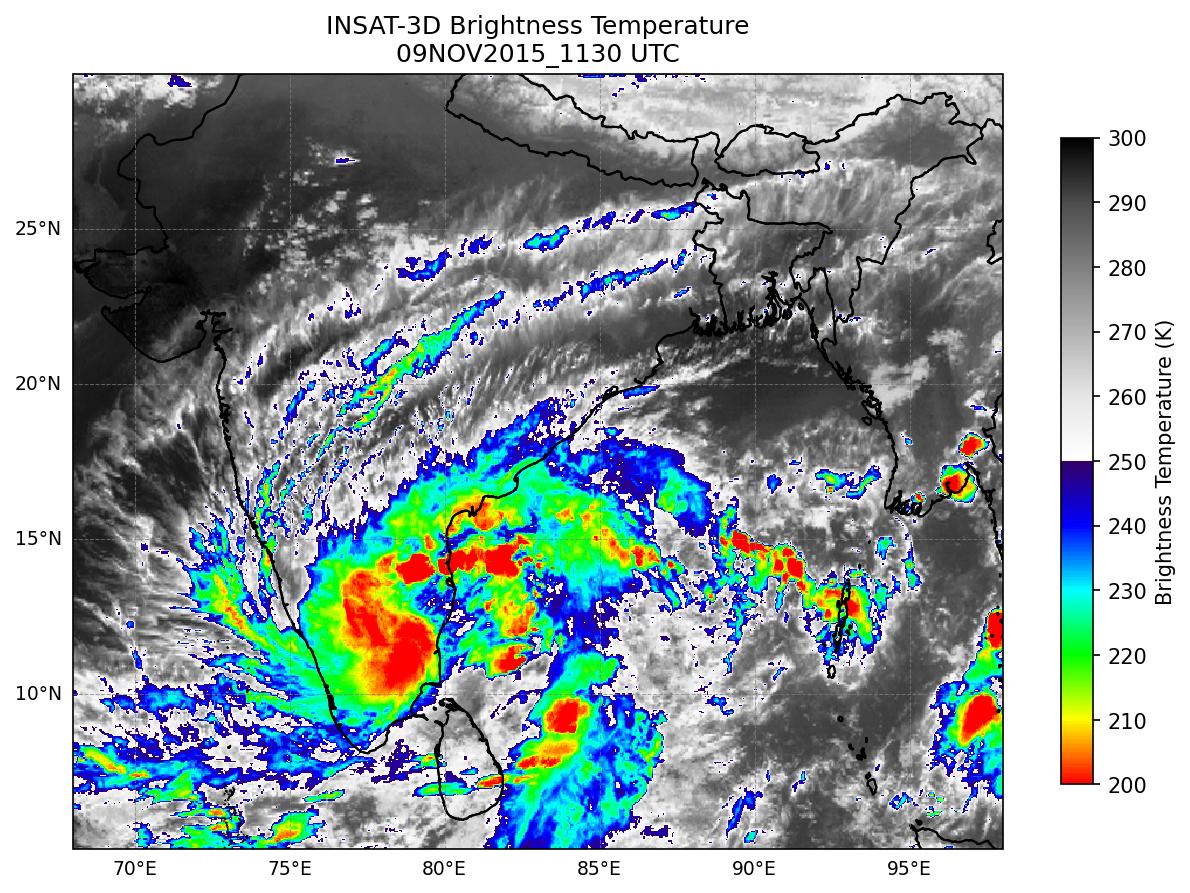 INSAT-3D Brightness Temperature
09NOV2015_1130 UTC
25°N
20°N
15°N
10°N
70°E
75°E
80°E
85°E
90°E
95°E
300
290
280
270
260
250
240
230
220
210
200
Brightness Temperature (K)